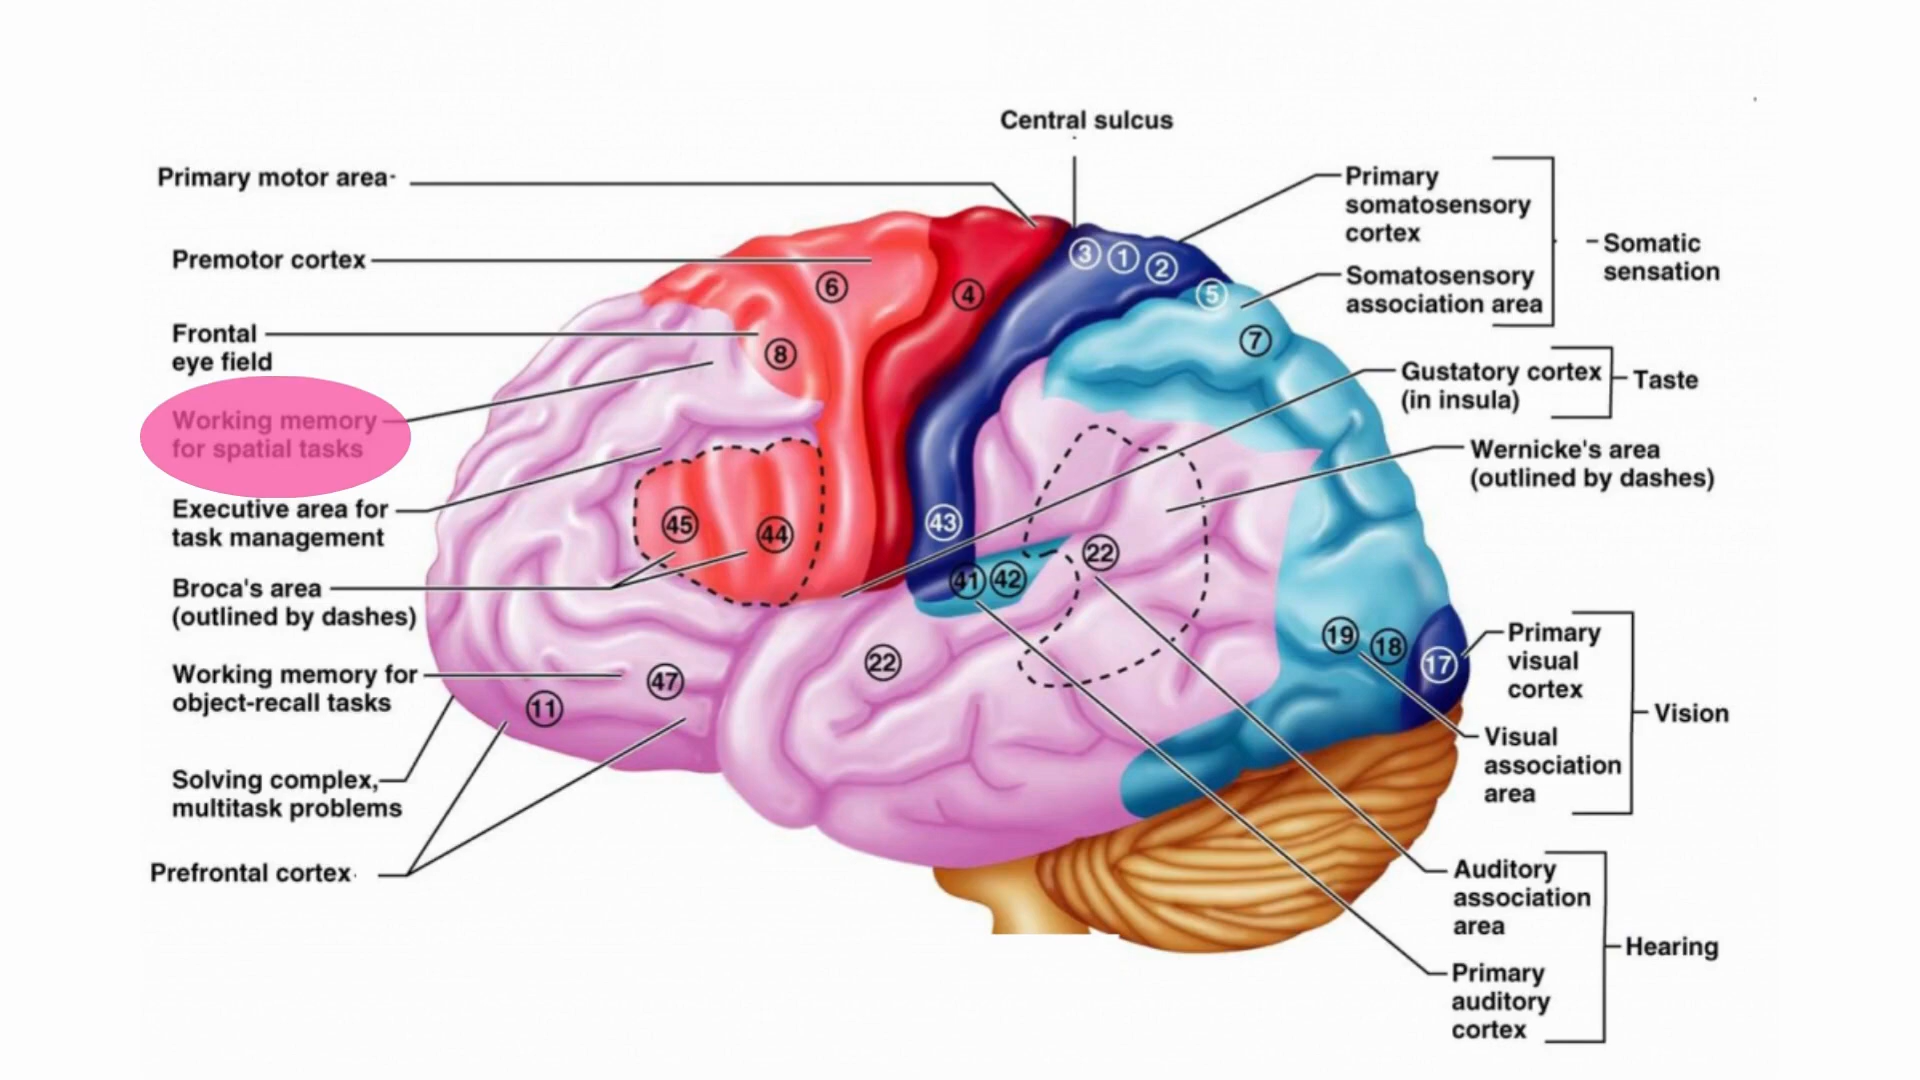 Central sulcus
Primary motor area
Premotor cortex
Frontal
eye field
Working memory
for spatial tasks
Executive area for
task management
Broca's area
(outlined by dashes)
Working memory for
object-recall tasks
Solving complex,
multitask problems
Prefrontal cortex
Primary
somatosensory
cortex
Somatosensory
association area
Somatic
sensation
Gustatory cortex
(in insula)
Taste
Wernicke's area
(outlined by dashes)
Primary
visual
cortex
Visual
association
area
Vision
Auditory
association
area
Primary
auditory
cortex
Hearing
6
4
3 1 2
5
7
8
45
44
43
41 42
22
22
47
11
19
18
17